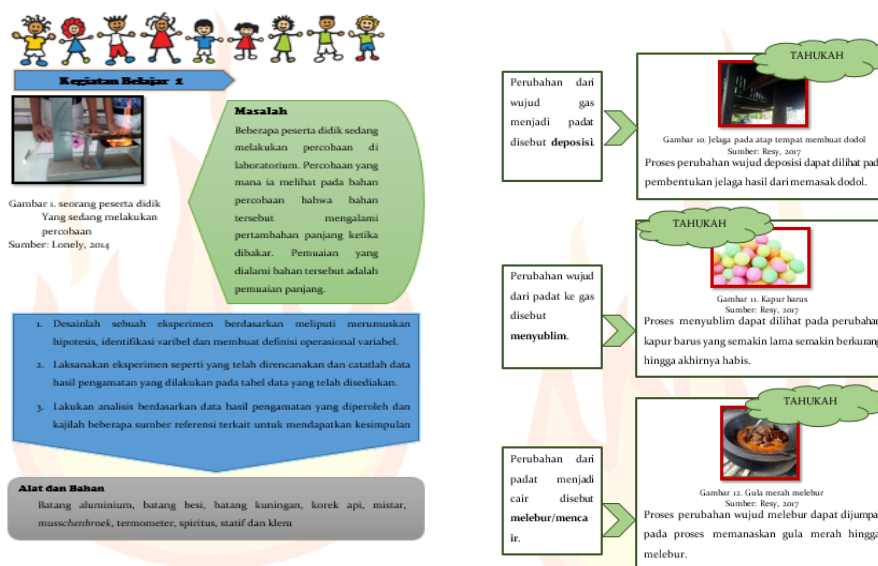 Kegiatan Belajar 1
Gambar 1. seorang peserta didik
Yang sedang melakukan
percobaan
Sumber: Lonely, 2014
Masalah
Beberapa peserta didik sedang
melakukan percobaan di
laboratorium. Percobaan yang
mana ia melihat pada bahan
percobaan bahwa bahan
tersebut mengalami
pertambahan panjang ketika
dibakar. Pemuaian yang
dialami bahan tersebut adalah
pemuaian panjang.
1. Desainlah sebuah eksperimen berdasarkan meliputi merumuskan
hipotesis, identifikasi varibel dan membuat definisi operasional variabel.
2. Laksanakan eksperimen seperti yang telah direncanakan dan catatlah data
hasil pengamatan yang dilakukan pada tabel data yang telah disediakan.
3. Lakukan analisis berdasarkan data hasil pengamatan yang diperoleh dan
kajilah beberapa sumber referensi terkait untuk mendapatkan kesimpulan
Alat dan Bahan
Batang aluminium, batang besi, batang kuningan, korek api, mistar,
musschenbroek, termometer, spiritus, statif dan klem
Perubahan dari
wujud gas
menjadi padat
disebut deposisi.
TAHUKAH
Gambar 10. Jelaga pada atap tempat membuat dodol
Sumber: Resy, 2017
Proses perubahan wujud deposisi dapat dilihat pad
pembentukan jelaga hasil dari memasak dodol.
Perubahan wujud
dari padat ke gas
disebut
menyublim.
TAHUKAH
Gambar 11. Kapur barus
Sumber: Resy, 2017
Proses menyublim dapat dilihat pada perubahan
kapur barus yang semakin lama semakin berkurang
hingga akhirnya habis.
Perubahan dari
padat menjadi
cair disebut
melebur/menca
ir.
TAHUKAH
Gambar 12. Gula merah melebur
Sumber: Resy, 2017
Proses perubahan wujud melebur dapat dijumpa
pada proses memanaskan gula merah hingga
melebur.